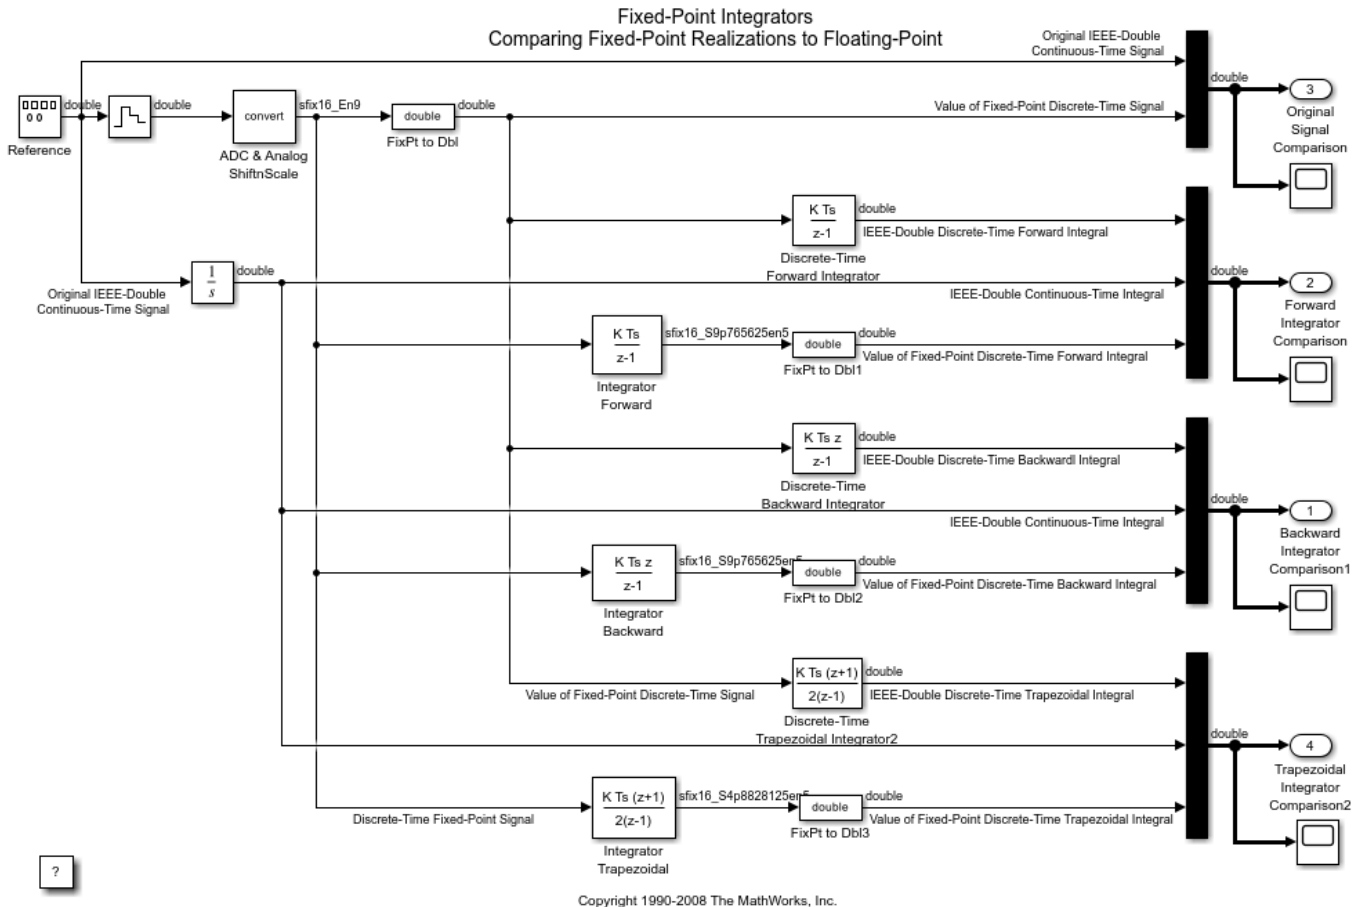 Fixed-Point Integrators
Comparing Fixed-Point Realizations to Floating-Point
Original IEEE-Double
Continuous-Time Signal
double
3
Original
Signal
Comparison
Reference
double
double
convert
ADC & Analog
ShiftnScale
sfix16_En9
double
FixPt to Dbl
double
Value of Fixed-Point Discrete-Time Signal
K Ts
z-1
double
IEEE-Double Discrete-Time Forward Integral
Discrete-Time
Forward Integrator
Original IEEE-Double
Continuous-Time Signal
1
s
double
IEEE-Double Continuous-Time Integral
double
2
Forward
Integrator
Comparison
K Ts
z-1
Integrator
Forward
sfix16_S9p765625en5
double
FixPt to Dbl1
double
Value of Fixed-Point Discrete-Time Forward Integral
K Ts z
z-1
double
IEEE-Double Discrete-Time Backwardl Integral
Discrete-Time
Backward Integrator
IEEE-Double Continuous-Time Integral
double
1
Backward
Integrator
Comparison1
K Ts z
z-1
Integrator
Backward
sfix16_S9p765625en5
double
FixPt to Dbl2
double
Value of Fixed-Point Discrete-Time Backward Integral
Value of Fixed-Point Discrete-Time Signal
K Ts (z+1)
2(z-1)
double
IEEE-Double Discrete-Time Trapezoidal Integral
Discrete-Time
Trapezoidal Integrator2
double
4
Trapezoidal
Integrator
Comparison2
Discrete-Time Fixed-Point Signal
K Ts (z+1)
2(z-1)
Integrator
Trapezoidal
sfix16_S4p8828125en5
double
FixPt to Dbl3
double
Value of Fixed-Point Discrete-Time Trapezoidal Integral
?
Copyright 1990-2008 The MathWorks, Inc.